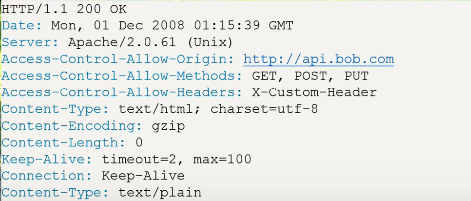 HTTP/1.1 200 OK
Date: Mon, 01 Dec 2008 01:15:39 GMT
Server: Apache/2.0.61 (Unix)
Access-Control-Allow-Origin: http://api.bob.com
Access-Control-Allow-Methods: GET, POST, PUT
Access-Control-Allow-Headers: X-Custom-Header
Content-Type: text/html; charset=utf-8
Content-Encoding: gzip
Content-Length: 0
Keep-Alive: timeout=2, max=100
Connection: Keep-Alive
Content-Type: text/plain